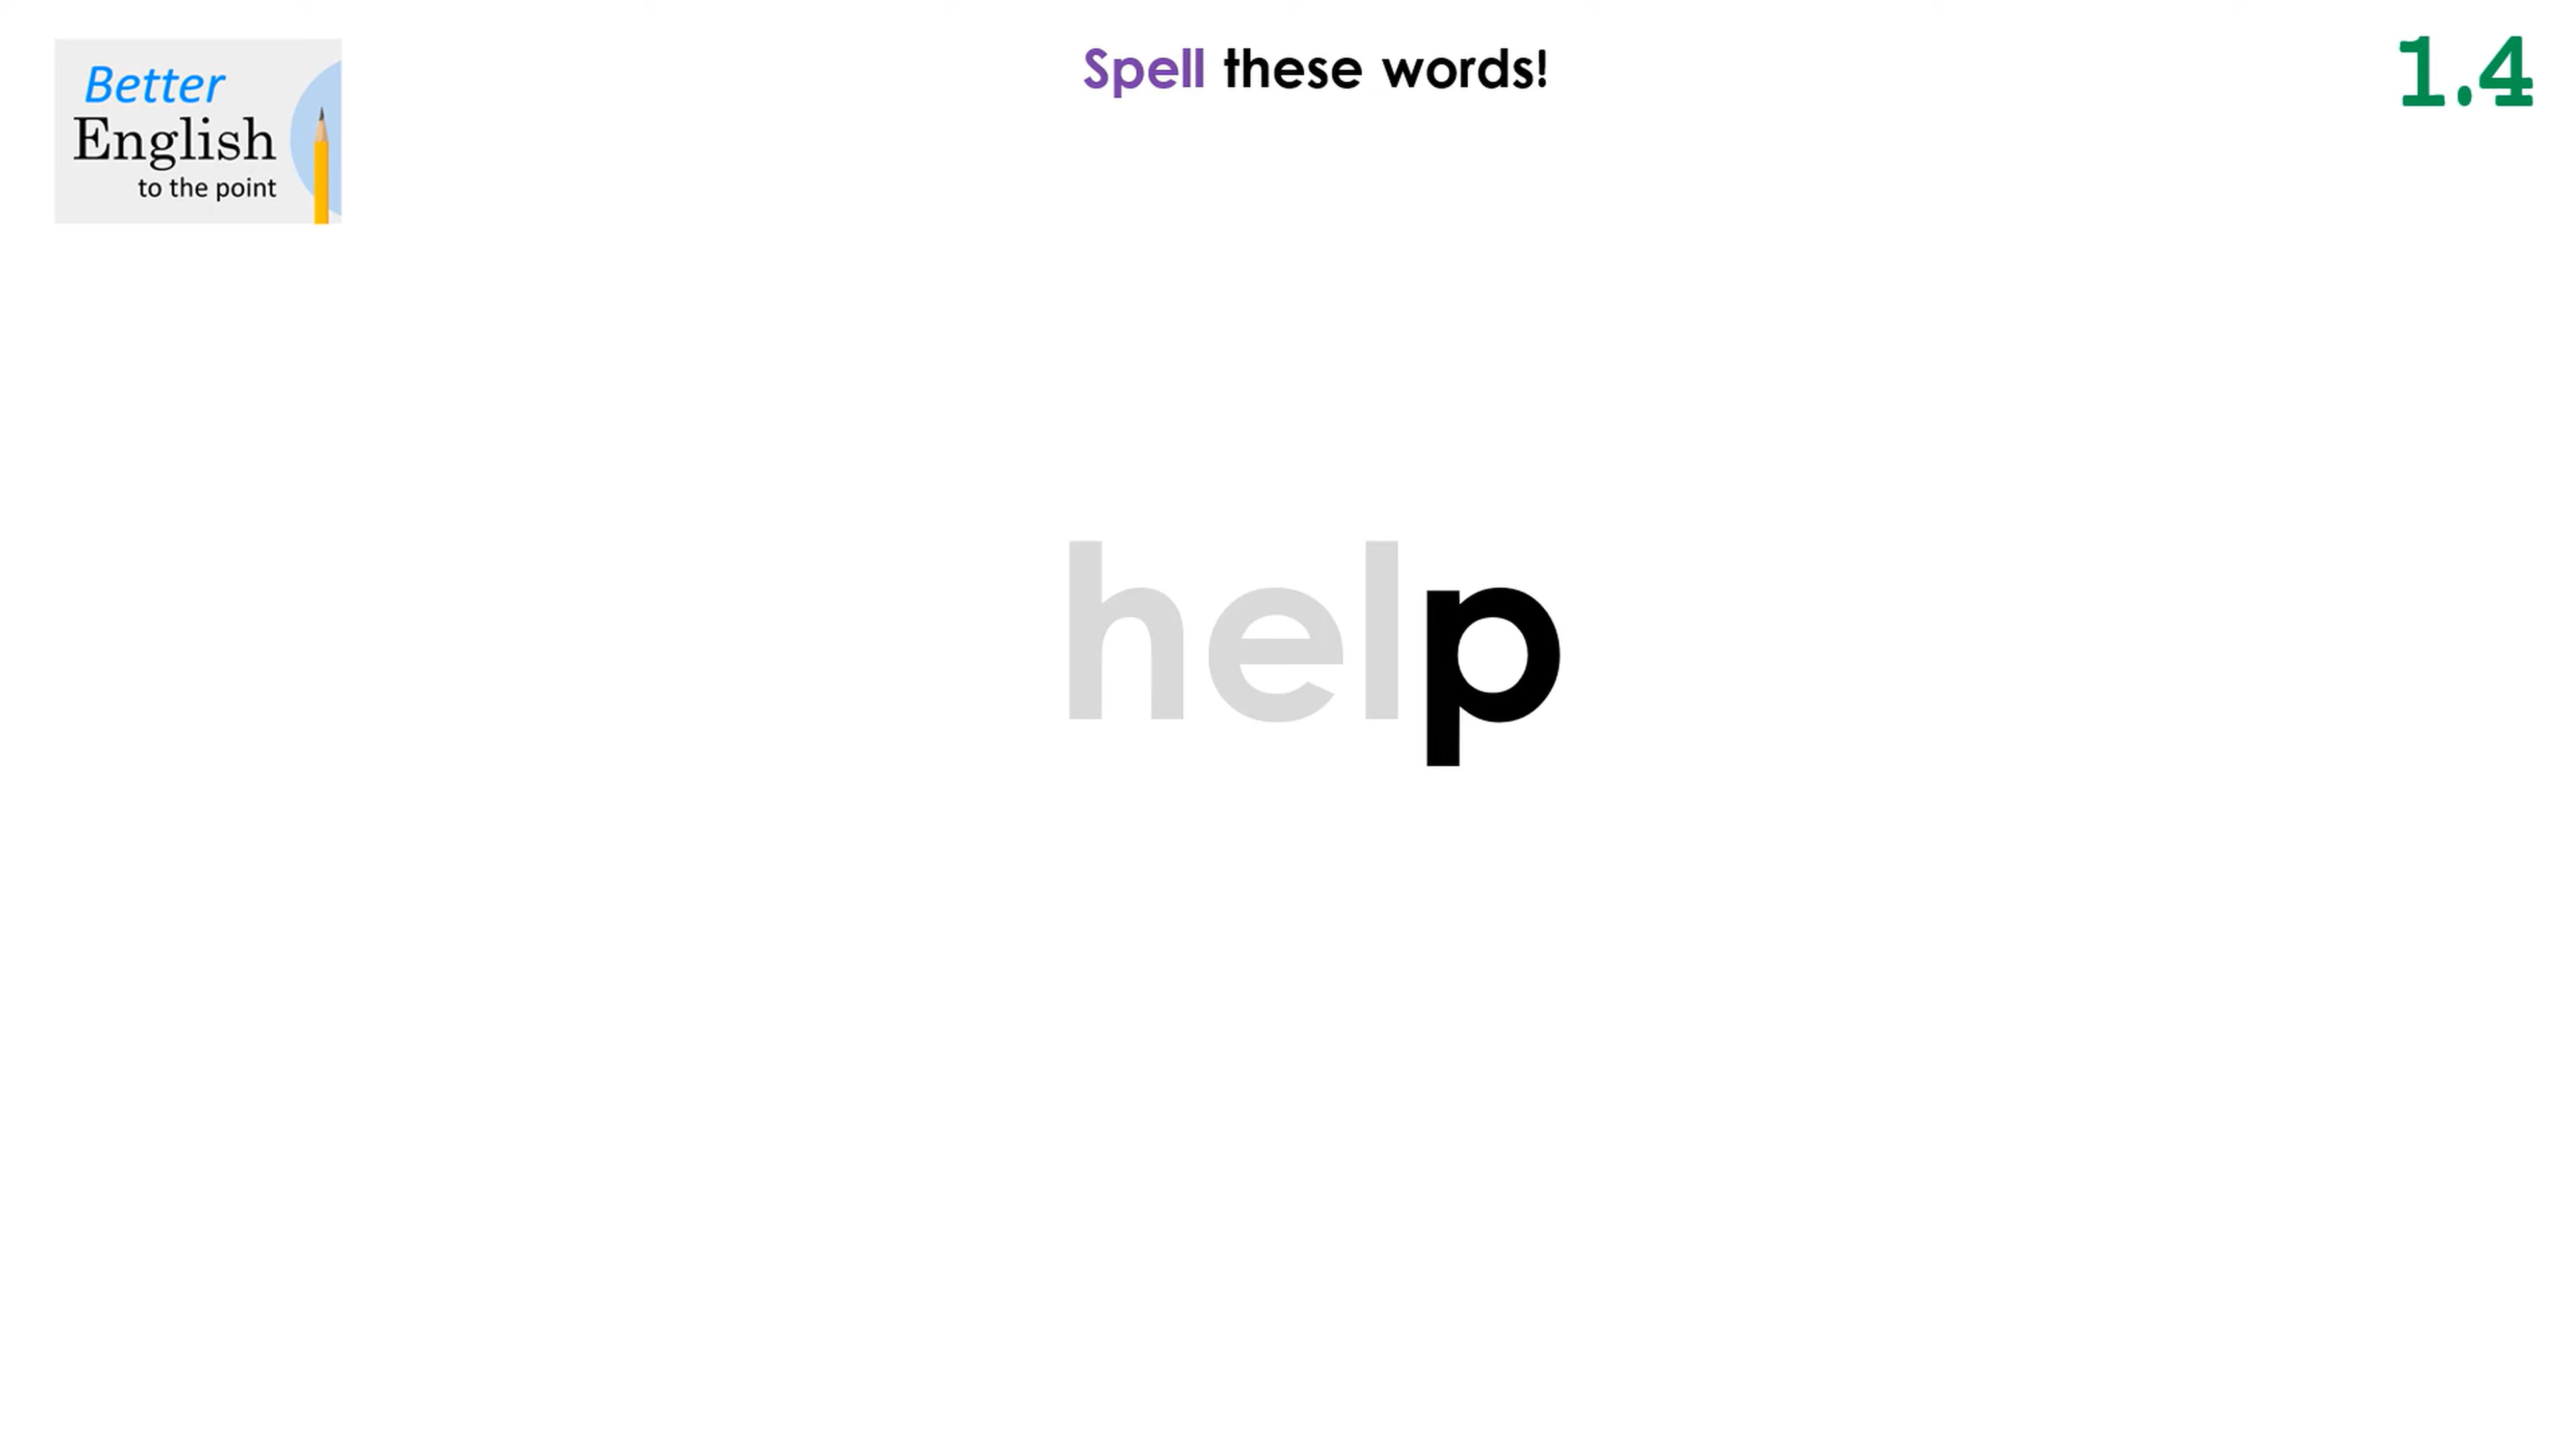 Better
English
to the point
Spell these words!
1.4
help